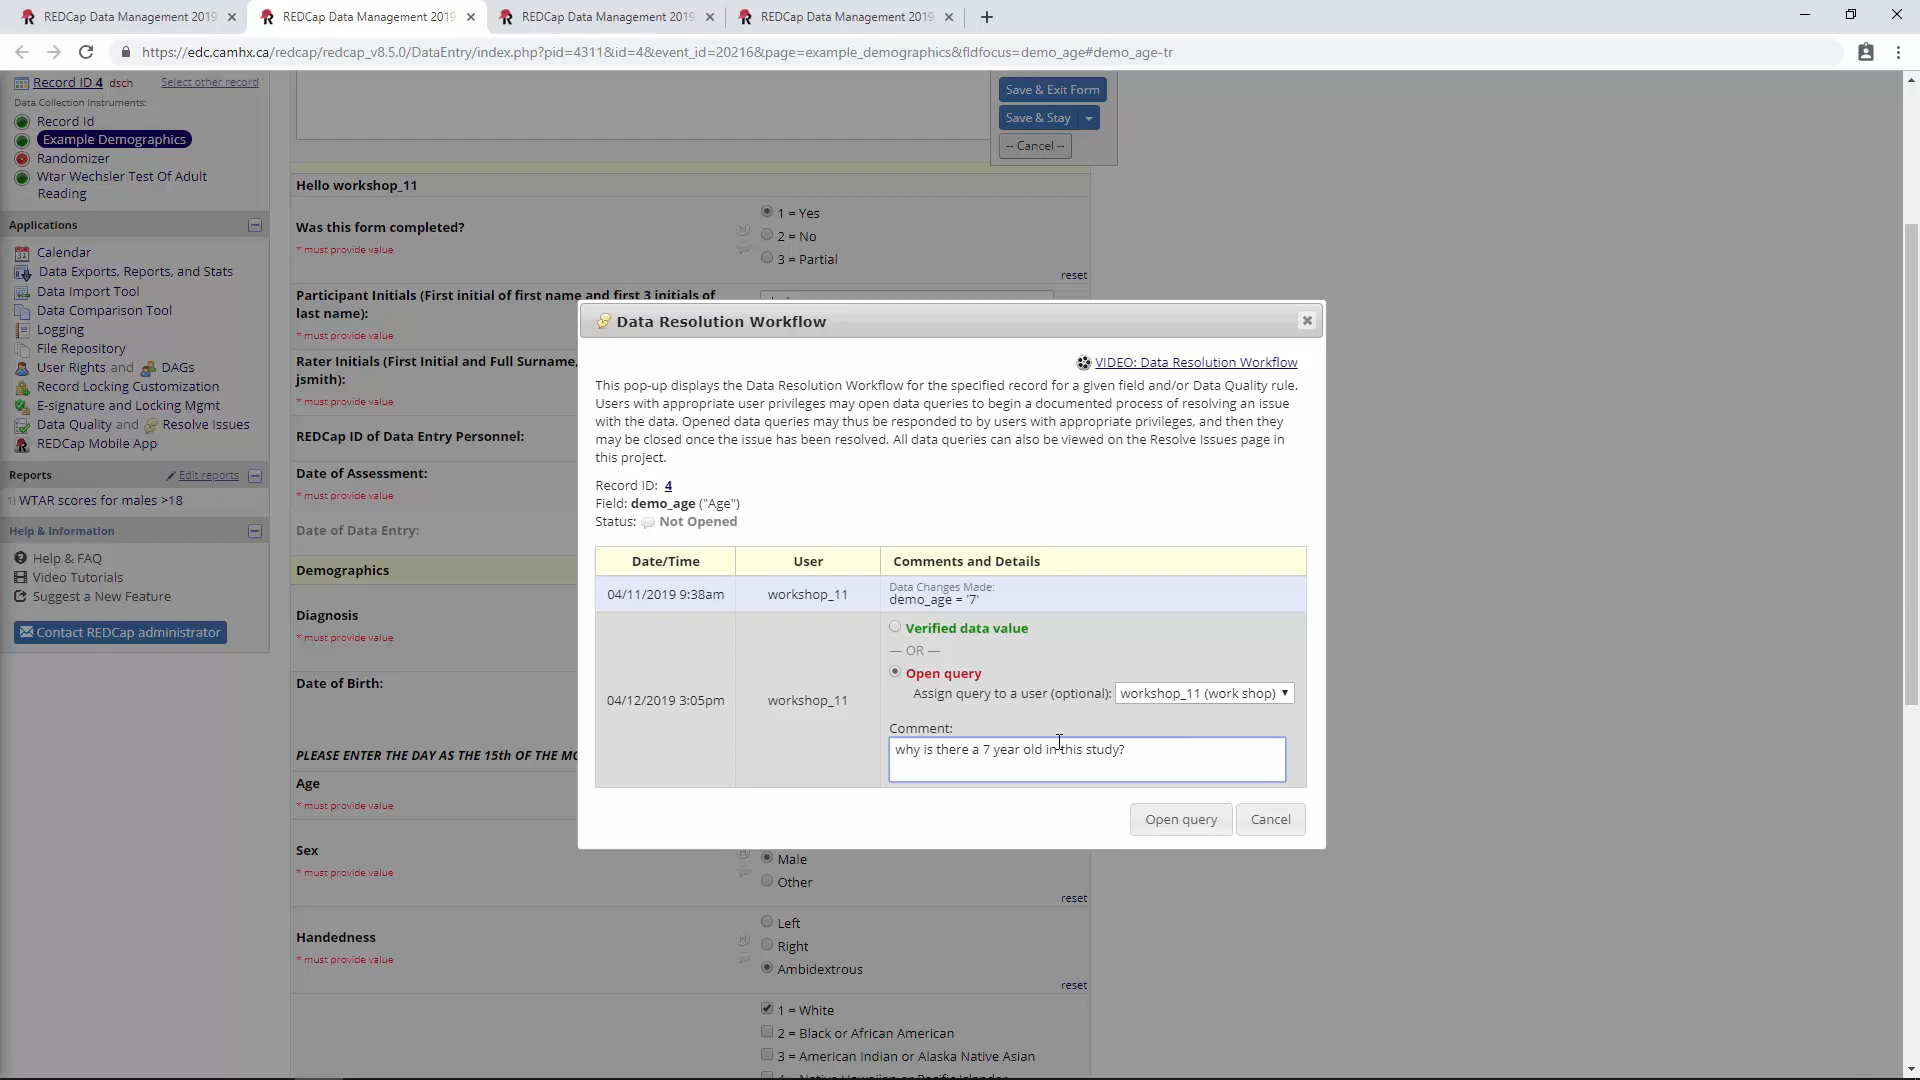 REDCap Data Management 2019
REDCap Data Management 2019
REDCap Data Management 2019
REDCap Data Management 2019
https://edc.camhx.ca/redcap/redcap_v8.5.0/DataEntry/index.php?pid=4311&id=4&event_id=20216&page=example_demographics&fldfocus=demo_age#demo_age-tr
Record ID 4 dsch Select other record
Data Collection Instruments:
Record Id
Example Demographics
Randomizer
Wtar Wechsler Test Of Adult
Reading
Applications
Calendar
Data Exports, Reports, and Stats
Data Import Tool
Data Comparison Tool
Logging
File Repository
User Rights and DAGs
Record Locking Customization
E-signature and Locking Mgmt
Data Quality and Resolve Issues
REDCap Mobile App
Reports Edit reports
1) WTAR scores for males >18
Help & Information
Help & FAQ
Video Tutorials
Suggest a New Feature
Contact REDCap administrator
Save & Exit Form
Save & Stay
-- Cancel --
Hello workshop_11
Was this form completed?
* must provide value
1 = Yes
2 = No
3 = Partial
reset
Participant Initials (First initial of first name and first 3 initials of
last name):
* must provide value
Rater Initials (First Initial and Full Surname,
jsmith):
* must provide value
REDCap ID of Data Entry Personnel:
Date of Assessment:
* must provide value
Date of Data Entry:
Demographics
Diagnosis
* must provide value
Date of Birth:
PLEASE ENTER THE DAY AS THE 15th OF THE MO
Age
* must provide value
Sex
* must provide value
Male
Other
reset
Handedness
* must provide value
Left
Right
Ambidextrous
reset
1 = White
2 = Black or African American
3 = American Indian or Alaska Native Asian
Data Resolution Workflow
VIDEO: Data Resolution Workflow
This pop-up displays the Data Resolution Workflow for the specified record for a given field and/or Data Quality rule.
Users with appropriate user privileges may open data queries to begin a documented process of resolving an issue
with the data. Opened data queries may thus be responded to by users with appropriate privileges, and then they
may be closed once the issue has been resolved. All data queries can also be viewed on the Resolve Issues page in
this project.
Record ID: 4
Field: demo_age ("Age")
Status: Not Opened
Date/Time User Comments and Details
04/11/2019 9:38am workshop_11 Data Changes Made:
demo_age = '7'
04/12/2019 3:05pm workshop_11
Verified data value
— OR —
Open query
Assign query to a user (optional): workshop_11 (work shop)
Comment:
why is there a 7 year old in this study?
Open query Cancel